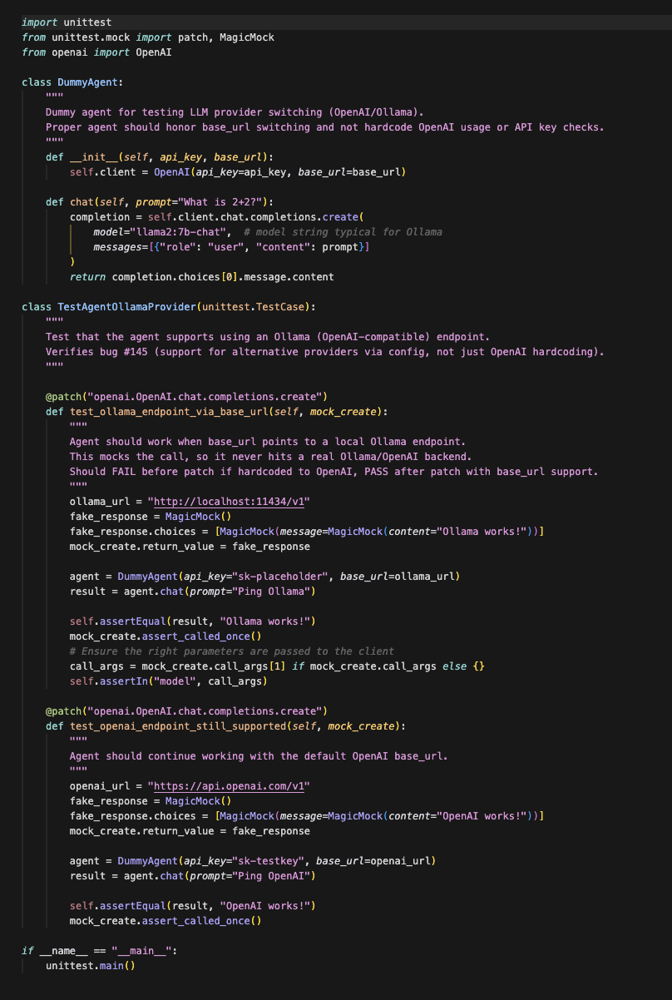 import unittest
from unittest.mock import patch, MagicMock
from openai import OpenAI

class DummyAgent:
    """
    Dummy agent for testing LLM provider switching (OpenAI/Ollama).
    Proper agent should honor base_url switching and not hardcode OpenAI usage or API key checks.
    """
    def __init__(self, api_key, base_url):
        self.client = OpenAI(api_key=api_key, base_url=base_url)

    def chat(self, prompt="What is 2+2?"):
        completion = self.client.chat.completions.create(
            model="llama2:7b-chat",  # model string typical for Ollama
            messages=[{"role": "user", "content": prompt}]
        )
        return completion.choices[0].message.content

class TestAgentOllamaProvider(unittest.TestCase):
    """
    Test that the agent supports using an Ollama (OpenAI-compatible) endpoint.
    Verifies bug #145 (support for alternative providers via config, not just OpenAI hardcoding).
    """

    @patch("openai.OpenAI.chat.completions.create")
    def test_ollama_endpoint_via_base_url(self, mock_create):
        """
        Agent should work when base_url points to a local Ollama endpoint.
        This mocks the call, so it never hits a real Ollama/OpenAI backend.
        Should FAIL before patch if hardcoded to OpenAI, PASS after patch with base_url support.
        """
        ollama_url = "http://localhost:11434/v1"
        fake_response = MagicMock()
        fake_response.choices = [MagicMock(message=MagicMock(content="Ollama works!"))]
        mock_create.return_value = fake_response

        agent = DummyAgent(api_key="sk-placeholder", base_url=ollama_url)
        result = agent.chat(prompt="Ping Ollama")

        self.assertEqual(result, "Ollama works!")
        mock_create.assert_called_once()
        # Ensure the right parameters are passed to the client
        call_args = mock_create.call_args[1] if mock_create.call_args else {}
        self.assertIn("model", call_args)

    @patch("openai.OpenAI.chat.completions.create")
    def test_openai_endpoint_still_supported(self, mock_create):
        """
        Agent should continue working with the default OpenAI base_url.
        """
        openai_url = "https://api.openai.com/v1"
        fake_response = MagicMock()
        fake_response.choices = [MagicMock(message=MagicMock(content="OpenAI works!"))]
        mock_create.return_value = fake_response

        agent = DummyAgent(api_key="sk-testkey", base_url=openai_url)
        result = agent.chat(prompt="Ping OpenAI")

        self.assertEqual(result, "OpenAI works!")
        mock_create.assert_called_once()

if __name__ == "__main__":
    unittest.main()